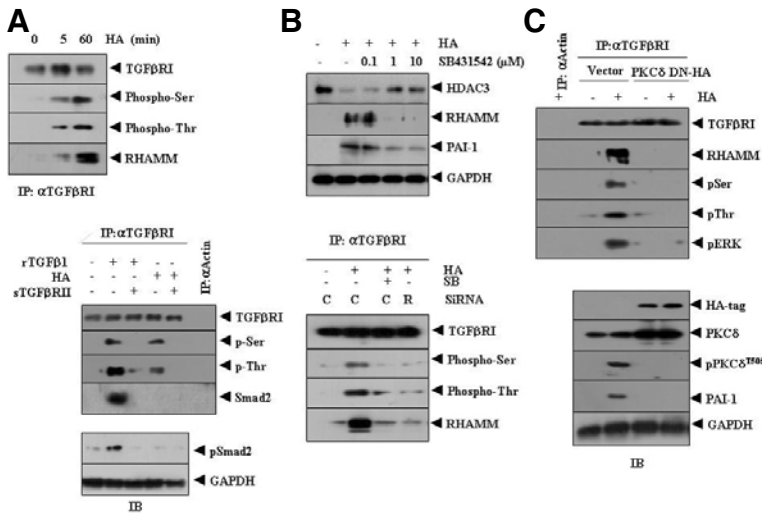 A
0 5 60 HA (min)
TGFβRI
Phospho-Ser
Phospho-Thr
RHAMM
IP: αTGFβRI
IP:αTGFβRI
IP:αActin
rTGFβ1 - + + - -
HA - - - + +
sTGFβRII - - + - +
TGFβRI
p-Ser
p-Thr
Smad2
pSmad2
GAPDH
IB
B
- + + + + HA
- - 0.1 1 10 SB431542 (μM)
HDAC3
RHAMM
PAI-1
GAPDH
IP: αTGFβRI
- + + + HA
- - + - SB
C C C R SiRNA
TGFβRI
Phospho-Ser
Phospho-Thr
RHAMM
C
IP: αActin
IP:αTGFβRI
Vector PKCδ DN-HA
+ - + - + HA
TGFβRI
RHAMM
pSer
pThr
pERK
HA-tag
PKCδ
pPKCδT505
PAI-1
GAPDH
IB